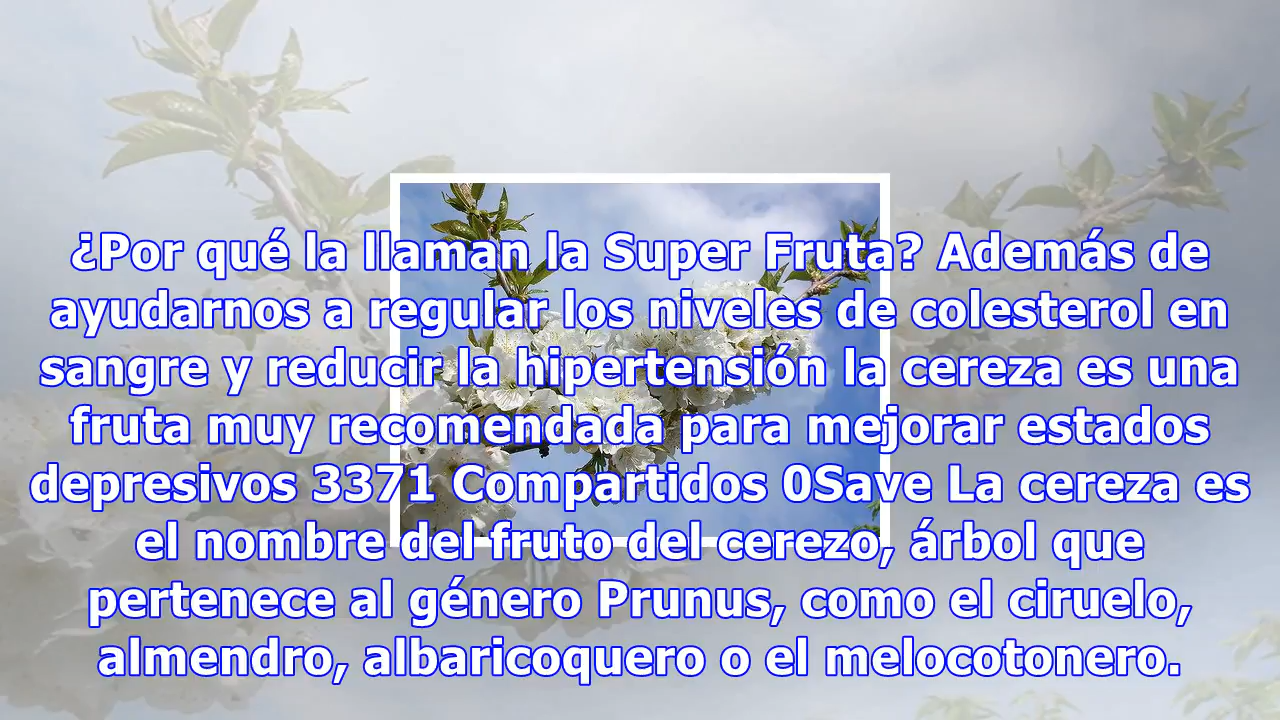 ¿Por qué la llaman la Super Fruta? Además de
ayudarnos a regular los niveles de colesterol en
sangre y reducir la hipertensión la cereza es una
fruta muy recomendada para mejorar estados
depresivos 3371 Compartidos 0Save La cereza es
el nombre del fruto del cerezo, árbol que
pertenece al género Prunus, como el ciruelo,
almendro, albaricoquero o el melocotonero.